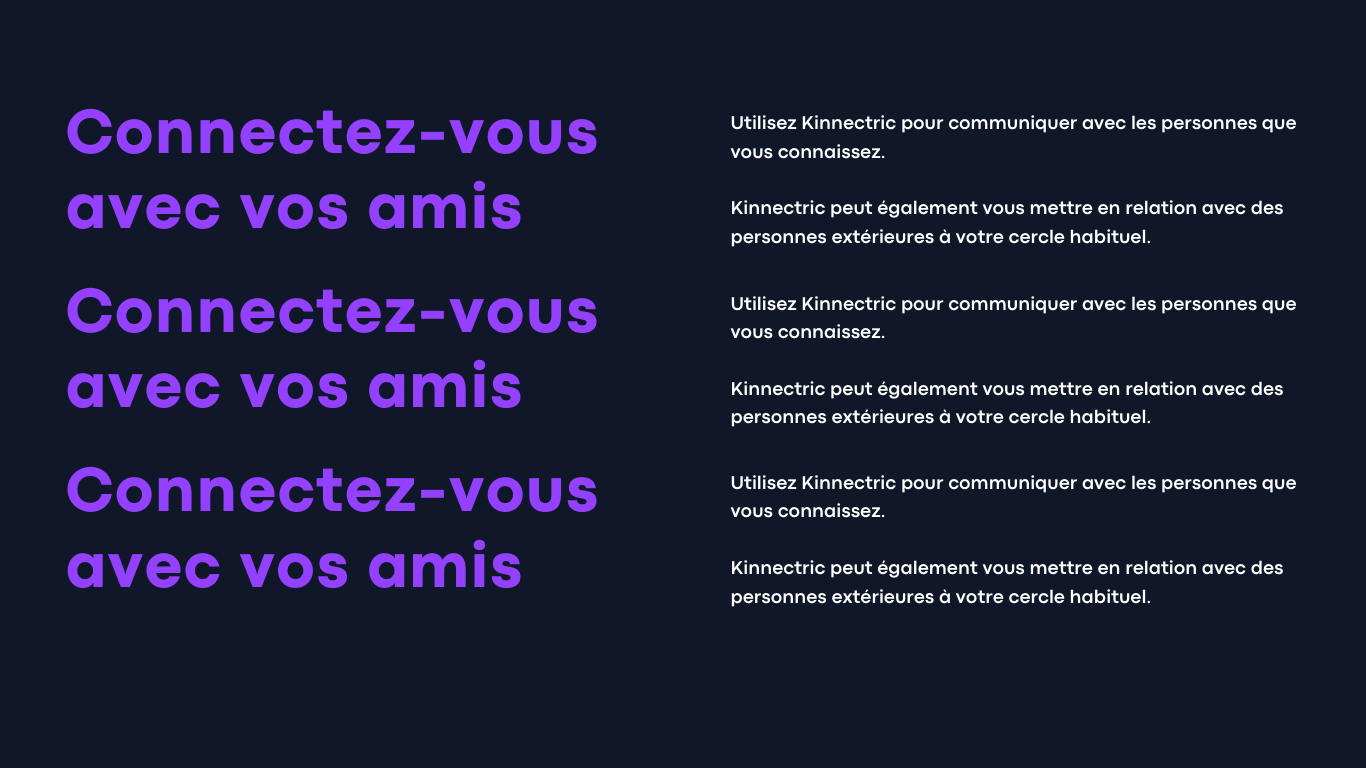 Connectez-vous
avec vos amis
Utilisez Kinnectric pour communiquer avec les personnes que
vous connaissez.
Kinnectric peut également vous mettre en relation avec des
personnes extérieures à votre cercle habituel.
Connectez-vous
avec vos amis
Utilisez Kinnectric pour communiquer avec les personnes que
vous connaissez.
Kinnectric peut également vous mettre en relation avec des
personnes extérieures à votre cercle habituel.
Connectez-vous
avec vos amis
Utilisez Kinnectric pour communiquer avec les personnes que
vous connaissez.
Kinnectric peut également vous mettre en relation avec des
personnes extérieures à votre cercle habituel.